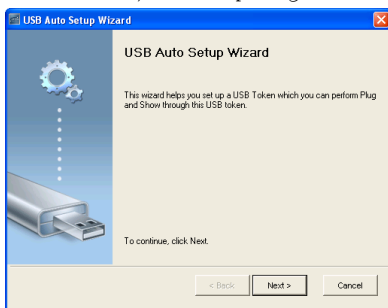 USB Auto Setup Wizard
USB Auto Setup Wizard
This wizard helps you set up a USB Token which you can perform Plug
and Show through this USB token.
To continue, click Next.
< Back
Next >
Cancel